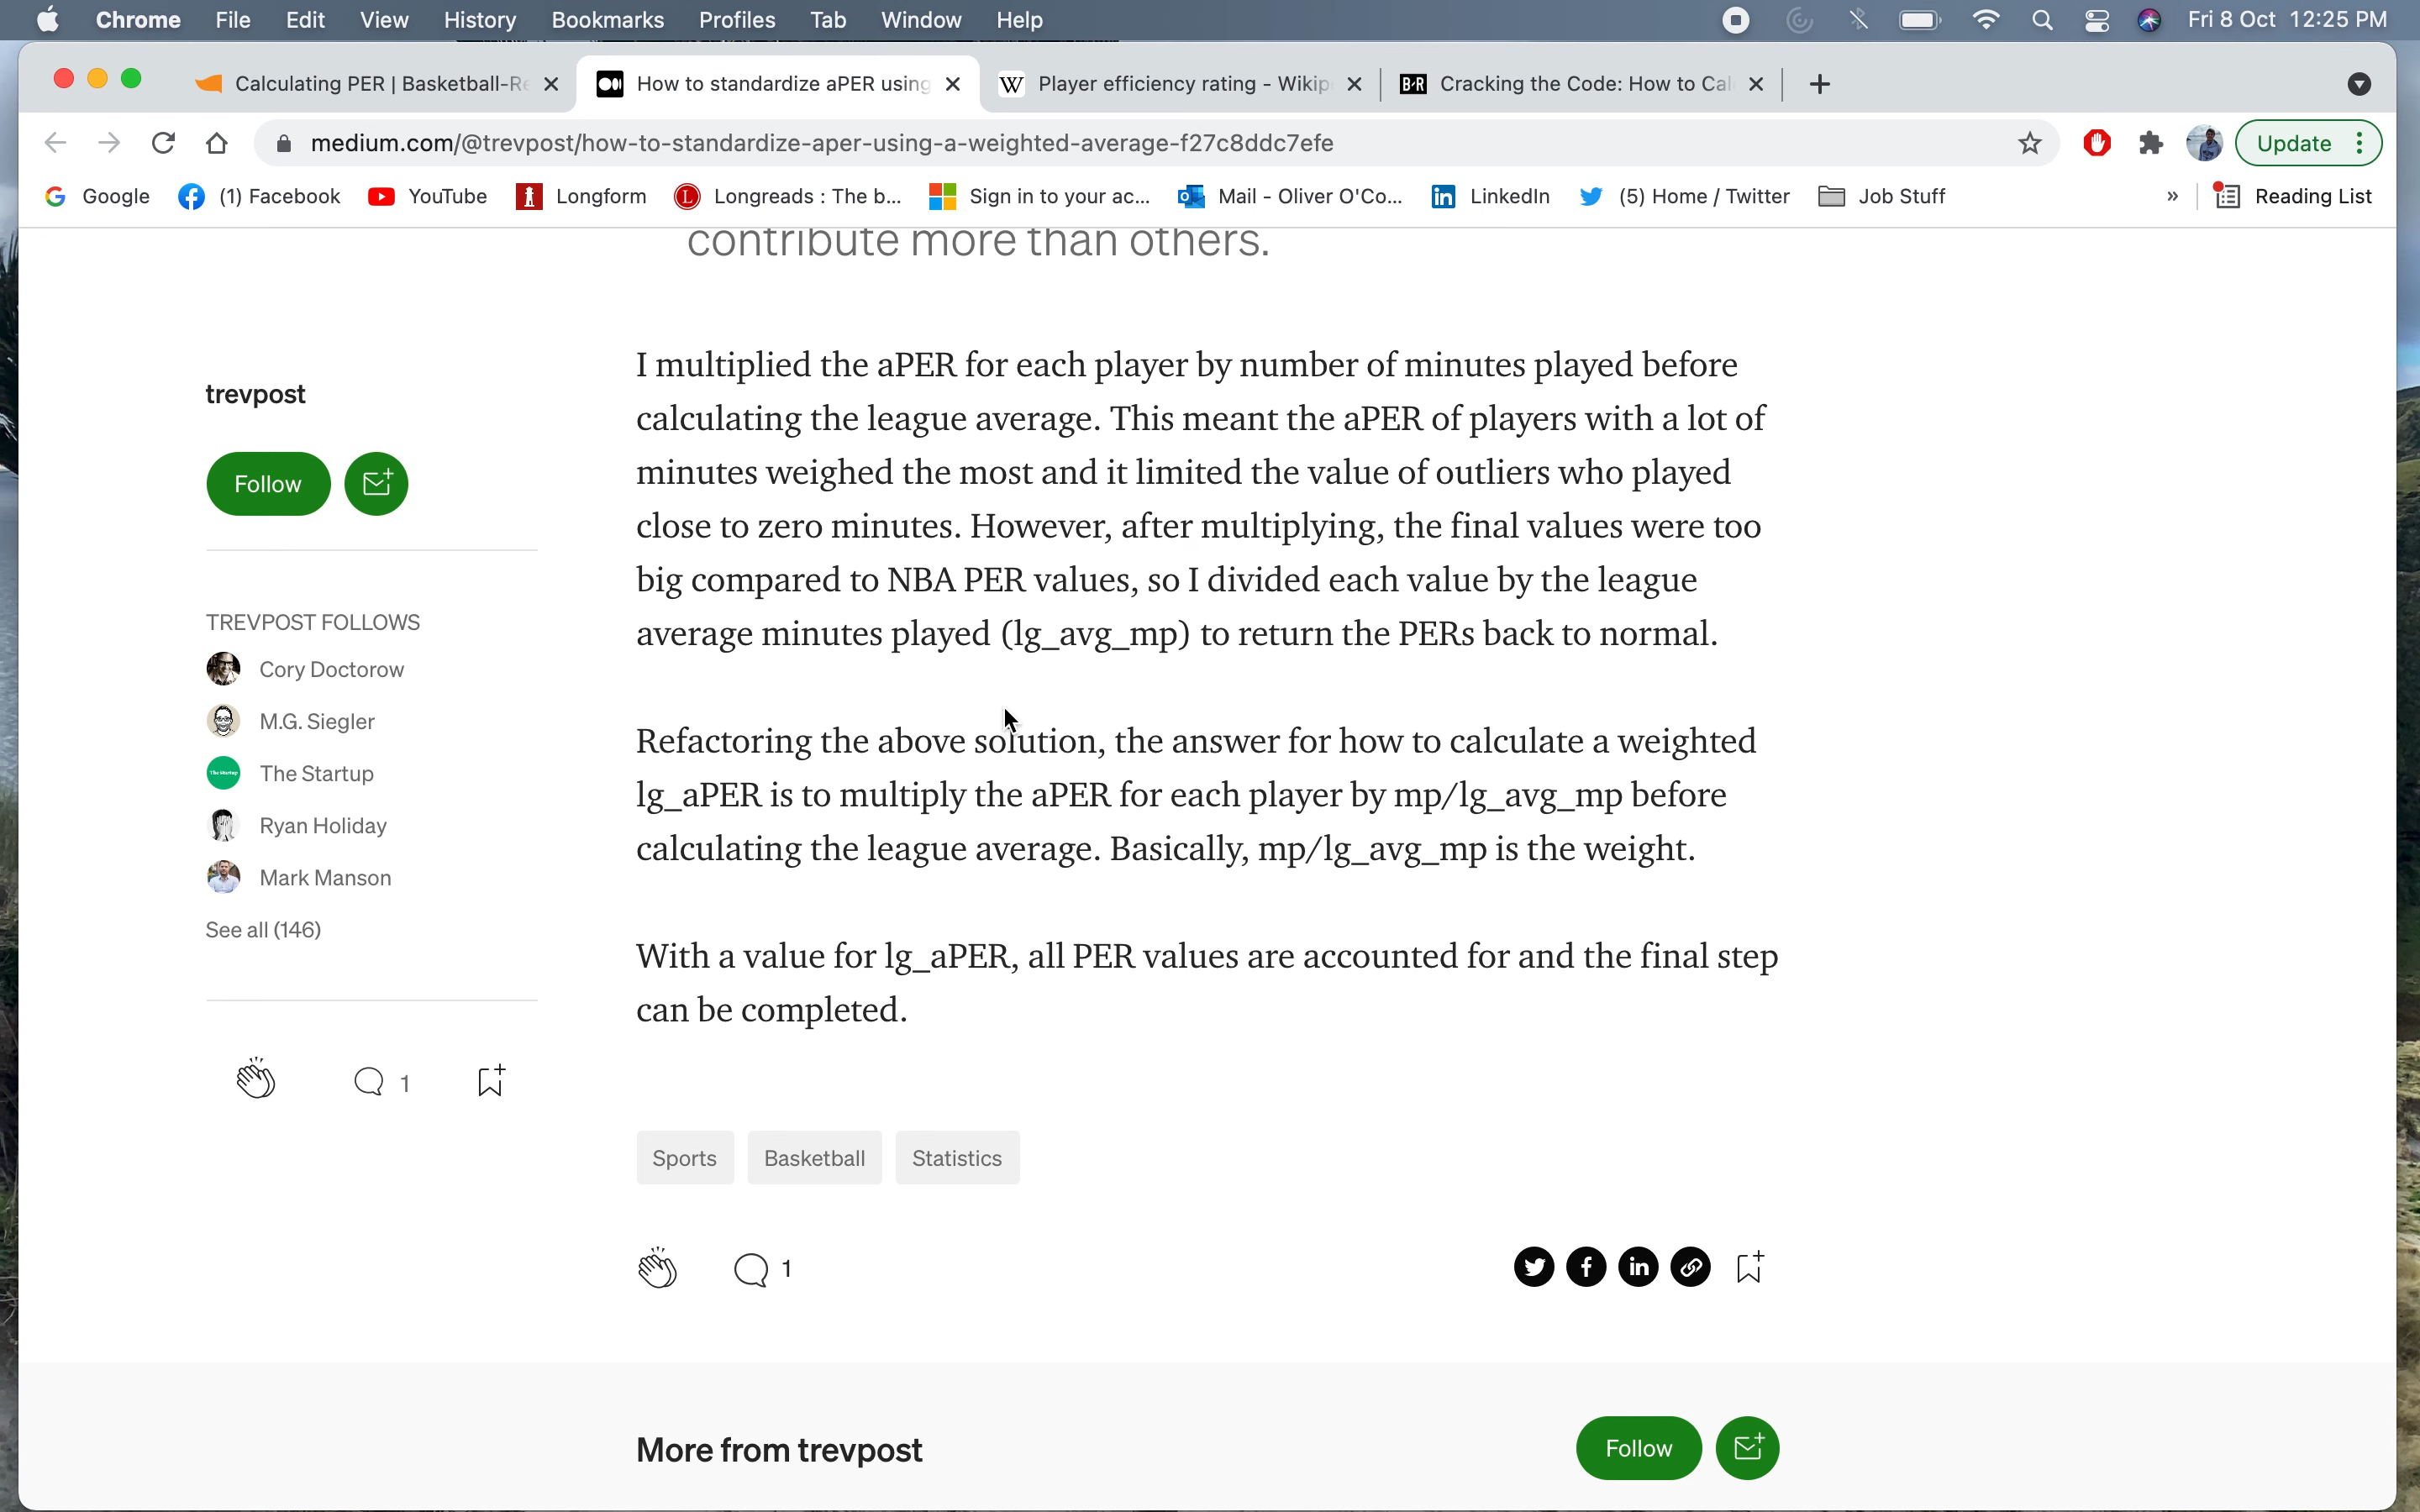 Chrome File Edit View History Bookmarks Profiles Tab Window Help Fri 8 Oct 12:25 PM
Calculating PER | Basketball-Re
How to standardize aPER using
W Player efficiency rating - Wikip
B/R Cracking the Code: How to Cal
medium.com/@trevpost/how-to-standardize-aper-using-a-weighted-average-f27c8ddc7efe
Update
Google (1) Facebook YouTube Longform Longreads : The b... Sign in to your ac... Mail - Oliver O'Co... LinkedIn (5) Home / Twitter Job Stuff » Reading List
contribute more than others.
trevpost
Follow
TREVPOST FOLLOWS
Cory Doctorow
M.G. Siegler
The Startup
Ryan Holiday
Mark Manson
See all (146)
1
I multiplied the aPER for each player by number of minutes played before
calculating the league average. This meant the aPER of players with a lot of
minutes weighed the most and it limited the value of outliers who played
close to zero minutes. However, after multiplying, the final values were too
big compared to NBA PER values, so I divided each value by the league
average minutes played (lg_avg_mp) to return the PERs back to normal.
Refactoring the above solution, the answer for how to calculate a weighted
lg_aPER is to multiply the aPER for each player by mp/lg_avg_mp before
calculating the league average. Basically, mp/lg_avg_mp is the weight.
With a value for lg_aPER, all PER values are accounted for and the final step
can be completed.
Sports Basketball Statistics
1
More from trevpost
Follow